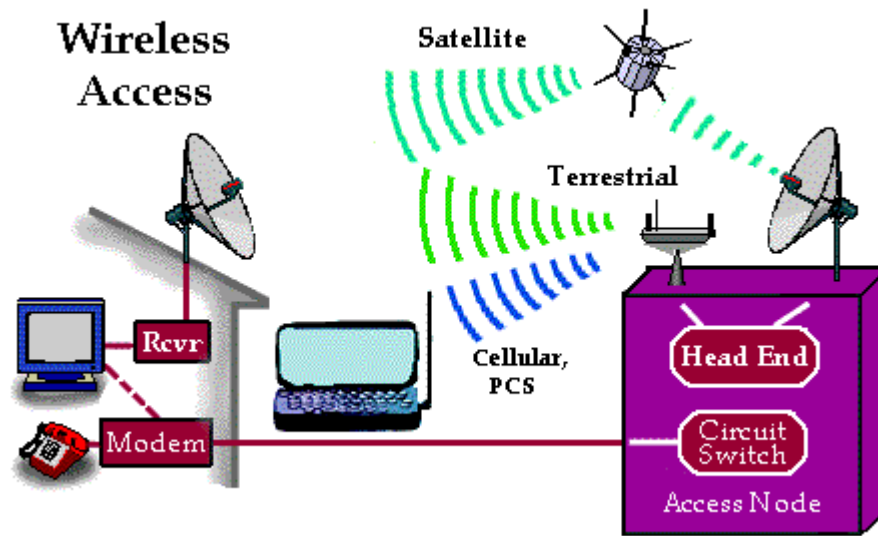 Wireless
Access
Satellite
Terrestrial
Rcvr
Cellular,
PCS
Head End
Modem
Circuit
Switch
Access Node